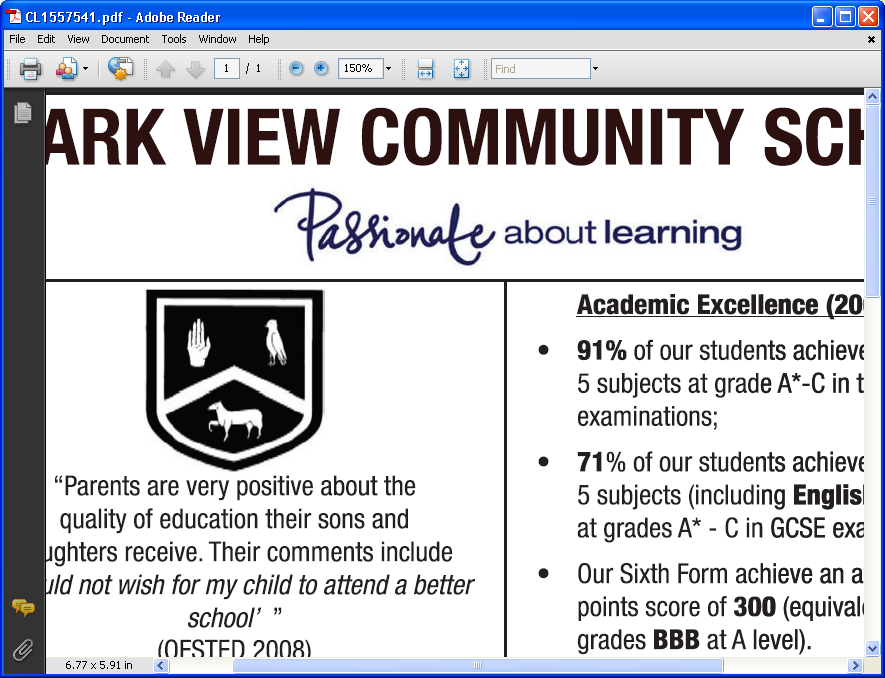 CL1557541.pdf - Adobe Reader
File Edit View Document Tools Window Help
1 / 1 150% Find
ARK VIEW COMMUNITY SCH
Passionate about learning
“Parents are very positive about the
quality of education their sons and
ughters receive. Their comments include
uld not wish for my child to attend a better
school’ ”
(OFSTED 2008)
Academic Excellence (200
• 91% of our students achieve
5 subjects at grade A*-C in t
examinations;
• 71% of our students achieve
5 subjects (including English
at grades A* - C in GCSE exa
• Our Sixth Form achieve an a
points score of 300 (equivale
grades BBB at A level).
6.77 x 5.91 in